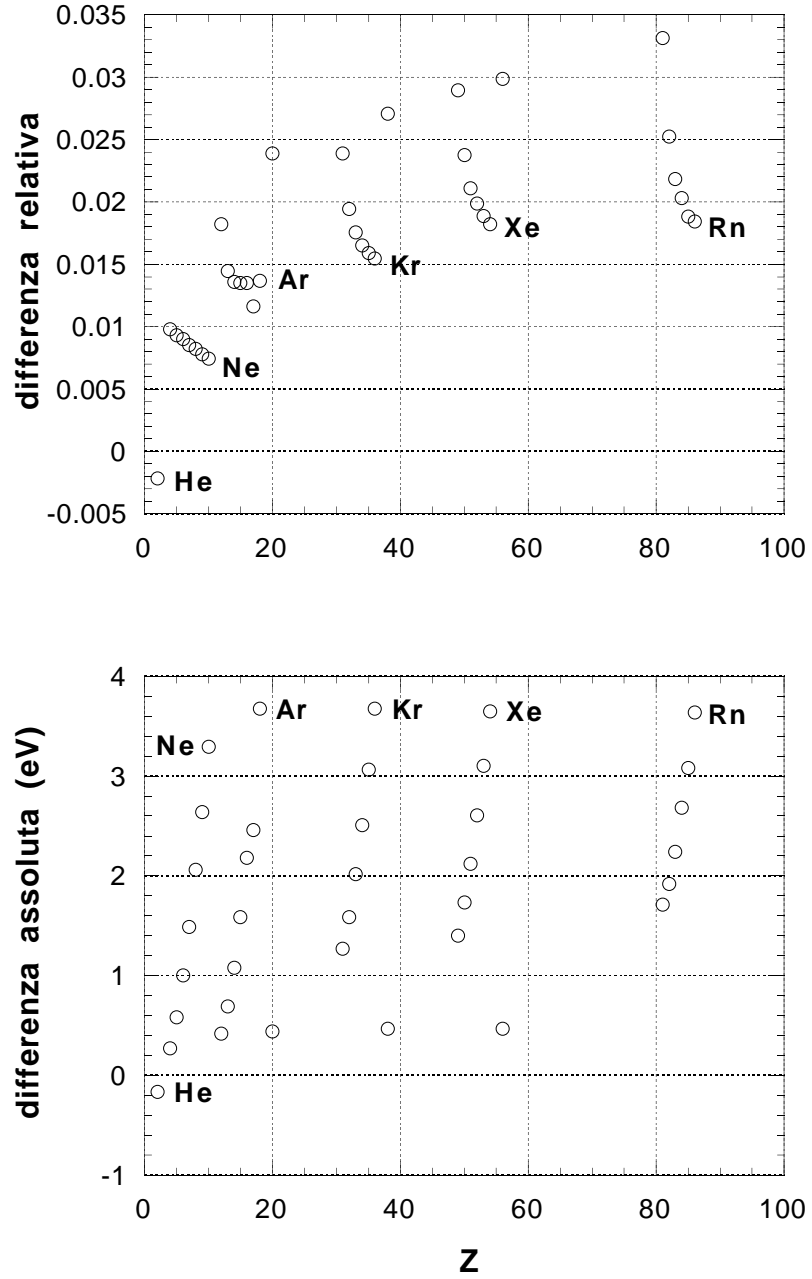 0.035
0.03
0.025
0.02
0.015
0.01
0.005
0
-0.005
differenza relativa
He
Ne
Ar
Kr
Xe
Rn
0 20 40 60 80 100
4
3
2
1
0
-1
differenza assoluta (eV)
He
Ne
Ar
Kr
Xe
Rn
0 20 40 60 80 100
Z